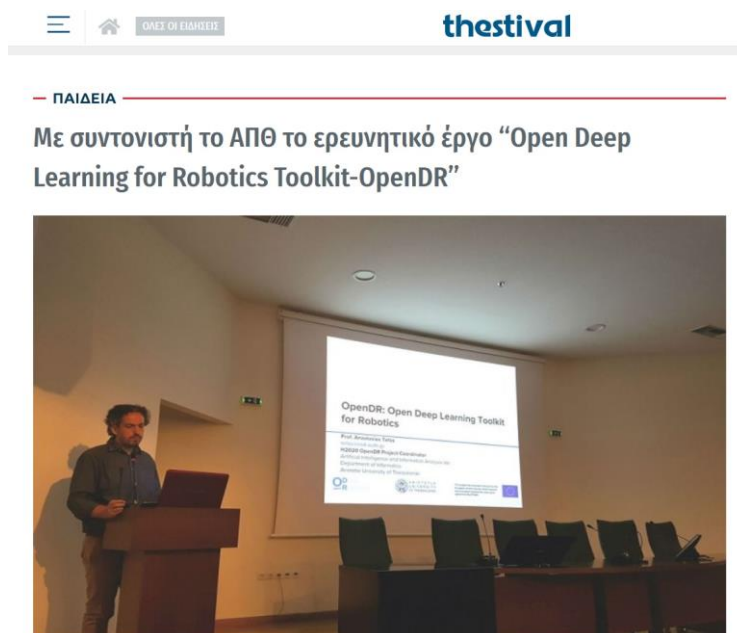 ΟΛΕΣ ΟΙ ΕΙΔΗΣΕΙΣ
thestival
ΠΑΙΔΕΙΑ
Με συντονιστή το ΑΠΘ το ερευνητικό έργο “Open Deep
Learning for Robotics Toolkit-OpenDR”
OpenDR: Open Deep Learning Toolkit
for Robotics
Prof. Anastasios Tefas
H2020 OpenDR Project Coordinator
Artificial Intelligence and Information Analysis lab
Department of Informatics
Aristotle University of Thessaloniki